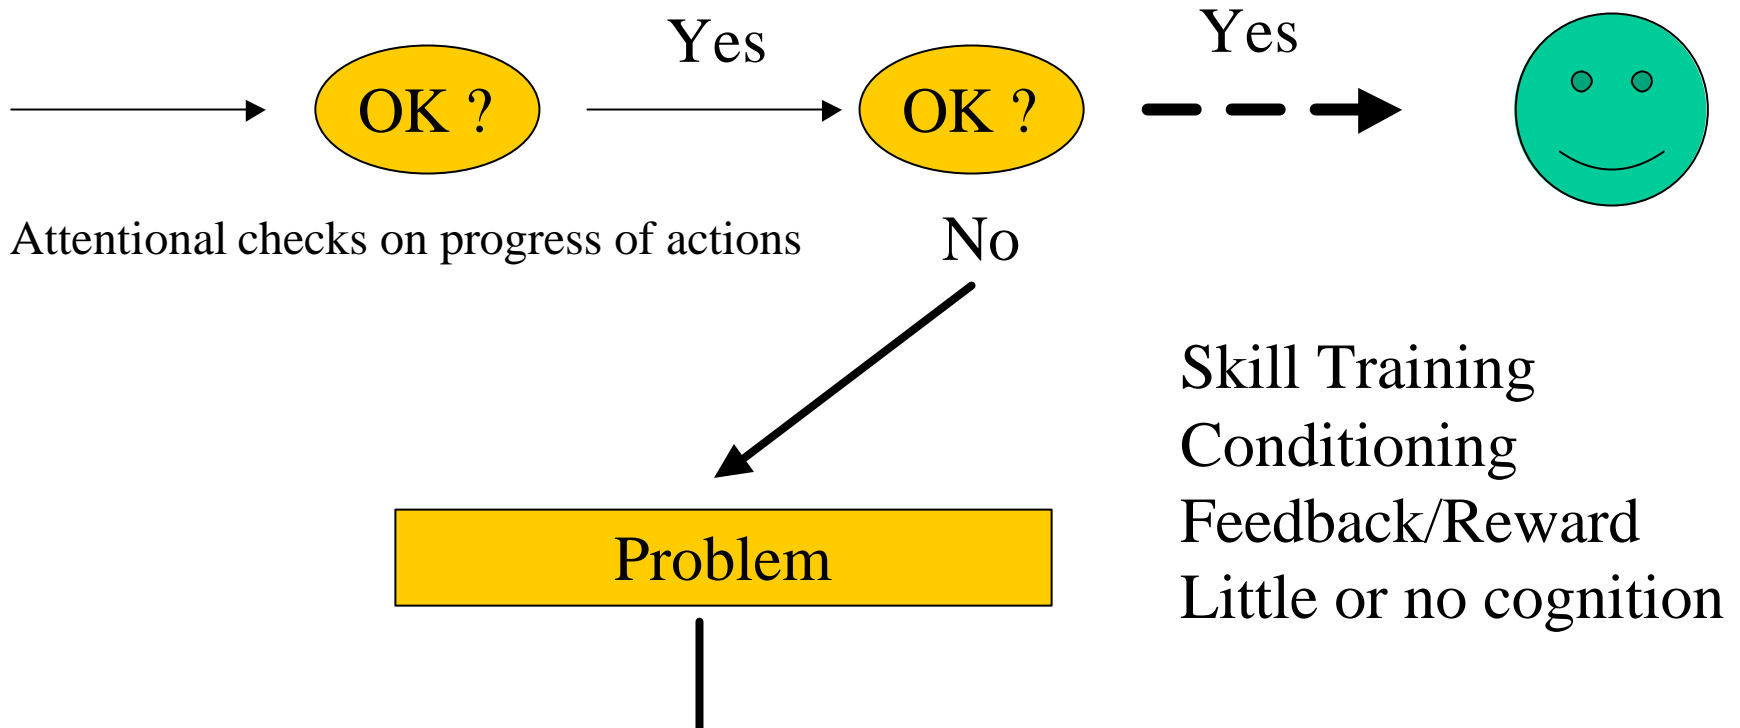 Yes
Yes
OK ?
OK ?
Attentional checks on progress of actions
No
Skill Training
Conditioning
Feedback/Reward
Little or no cognition
Problem